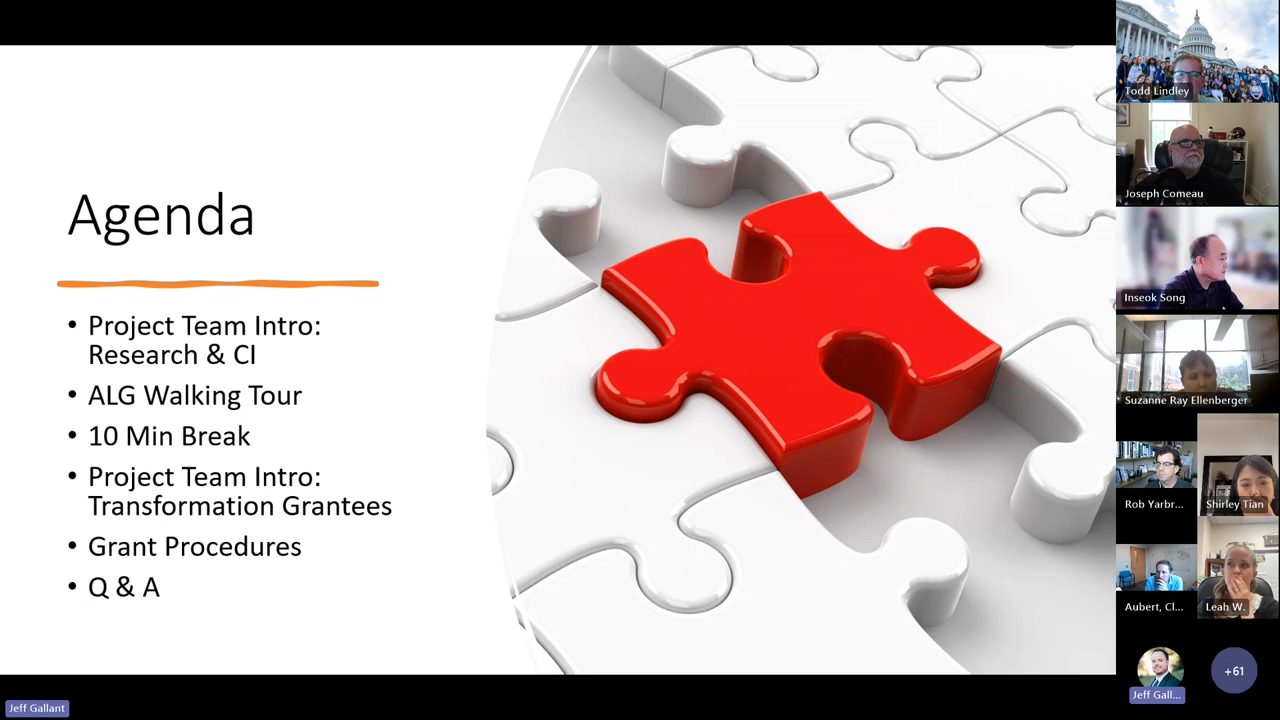 Agenda
• Project Team Intro:
Research & CI
• ALG Walking Tour
• 10 Min Break
• Project Team Intro:
Transformation Grantees
• Grant Procedures
• Q & A
Todd Lindley
Joseph Comeau
Inseok Song
Suzanne Ray Ellenberger
Rob Yarbr...
Shirley Tian
Aubert, Cl...
Leah W.
Jeff Gall...
+61
Jeff Gallant